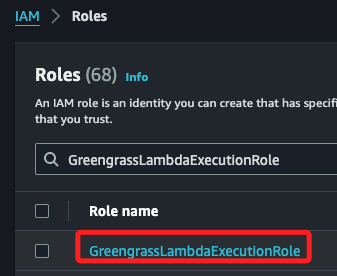 IAM > Roles
Roles (68) Info
An IAM role is an identity you can create that has specifi
that you trust.
GreengrassLambdaExecutionRole
Role name
GreengrassLambdaExecutionRole